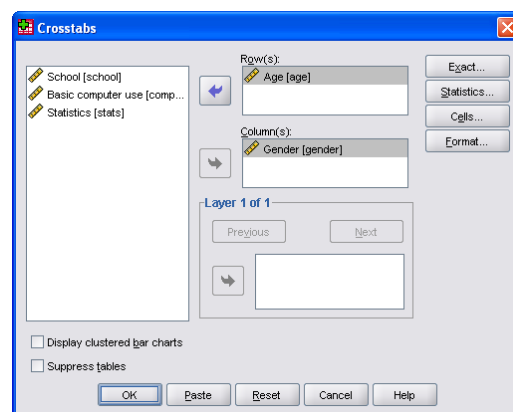 Crosstabs
School [school]
Basic computer use [comp...
Statistics [stats]
Row(s):
Age [age]
Column(s):
Gender [gender]
Layer 1 of 1
Previous
Next
Exact...
Statistics...
Cells...
Format...
Display clustered bar charts
Suppress tables
OK
Paste
Reset
Cancel
Help